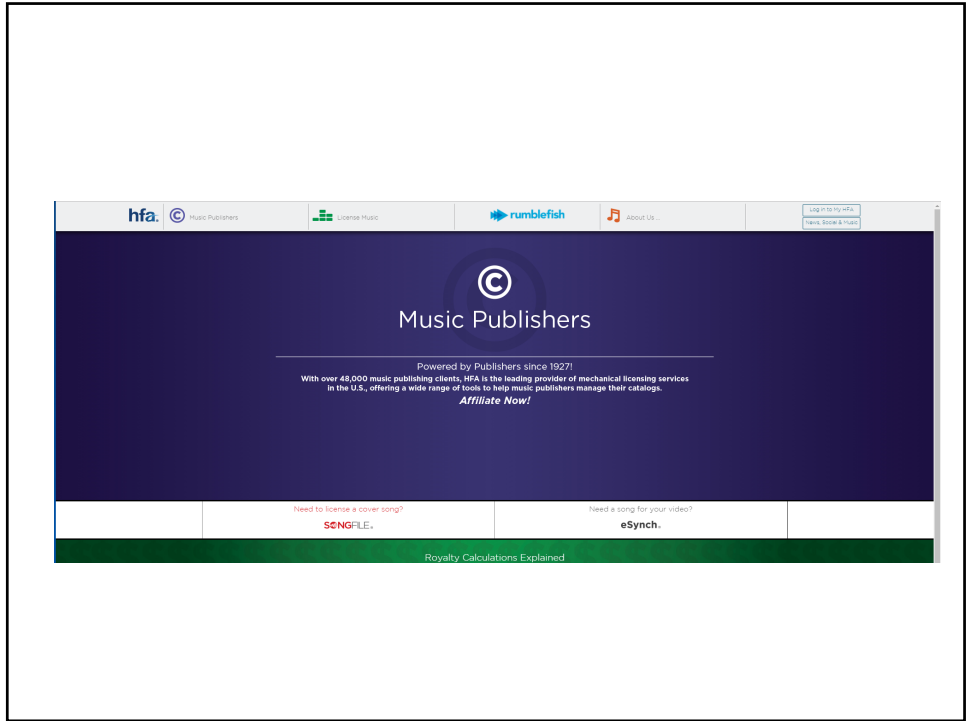 hfa.
© Music Publishers
License Music
rumblefish
About Us ...
Log in to My HFA
News, Social & Music
©
Music Publishers
Powered by Publishers since 1927!
With over 48,000 music publishing clients, HFA is the leading provider of mechanical licensing services
in the U.S., offering a wide range of tools to help music publishers manage their catalogs.
Affiliate Now!
Need to license a cover song?
SONGFILE®
Need a song for your video?
eSynch®
Royalty Calculations Explained